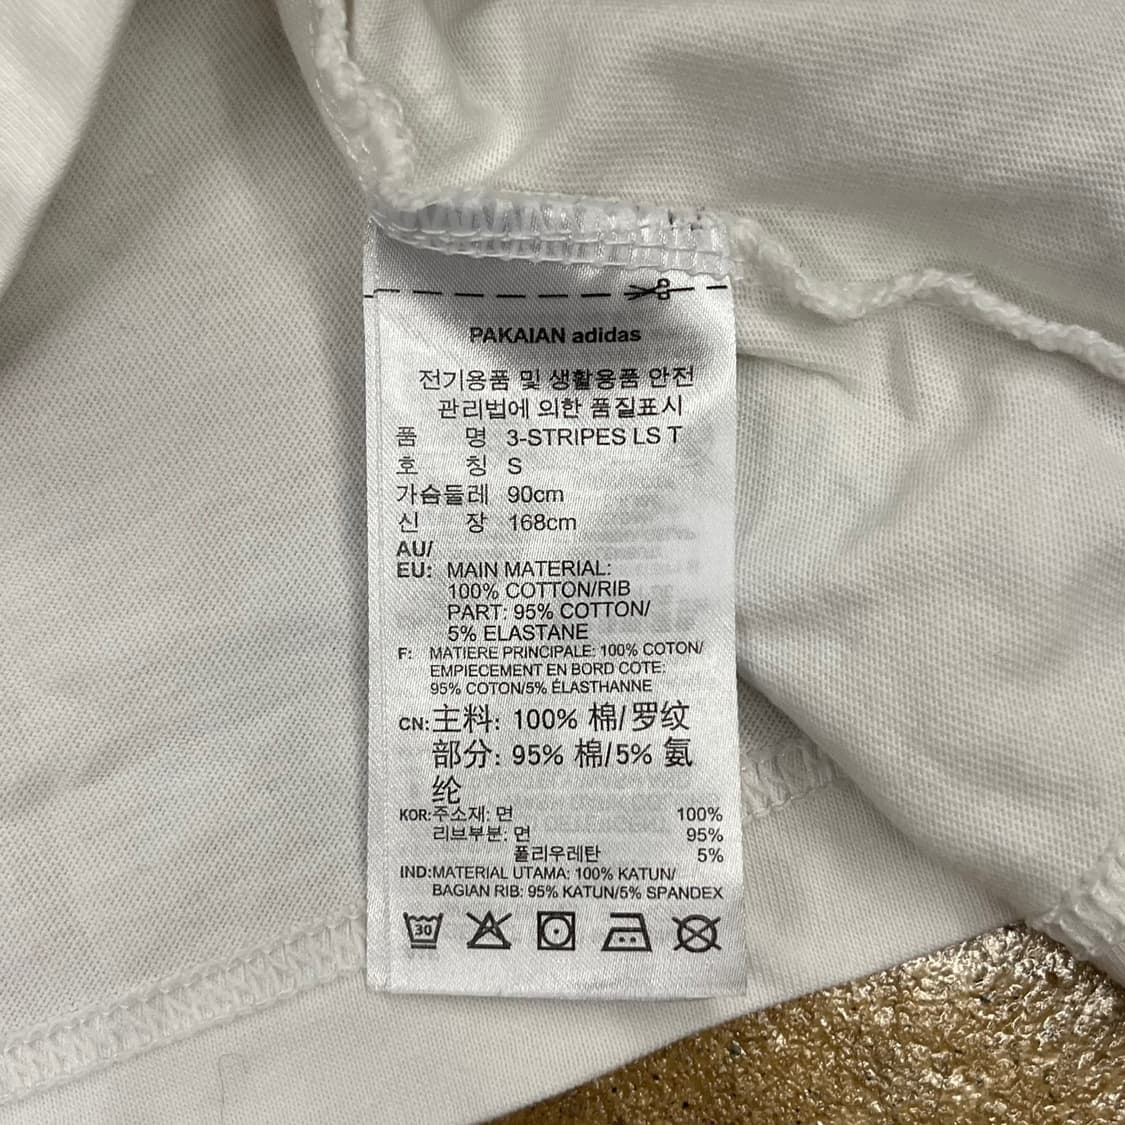 PAKAIAN adidas
전기용품 및 생활용품 안전
관리법에 의한 품질표시
품 명 3-STRIPES LS T
호 칭 S
가슴둘레 90cm
신 장 168cm
AU/
EU: MAIN MATERIAL:
100% COTTON/RIB
PART: 95% COTTON/
5% ELASTANE
F: MATIERE PRINCIPALE: 100% COTON/
EMPIECEMENT EN BORD COTE:
95% COTON/5% ÉLASTHANNE
CN: 主料: 100% 棉/罗纹
部分: 95% 棉/5% 氨
纶
KOR: 주소재: 면 100%
리브부분: 면 95%
폴리우레탄 5%
IND: MATERIAL UTAMA: 100% KATUN/
BAGIAN RIB: 95% KATUN/5% SPANDEX
30